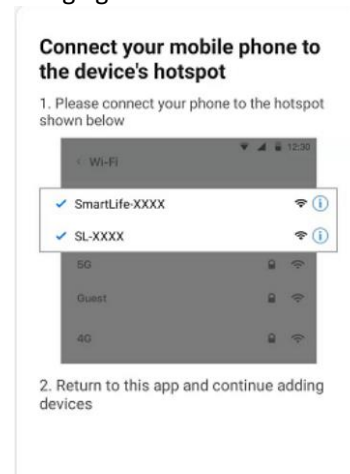 Connect your mobile phone to
the device's hotspot
1. Please connect your phone to the hotspot
shown below
12:30
< Wi-Fi
SmartLife-XXXX
SL-XXXX
5G
Guest
4G
2. Return to this app and continue adding
devices